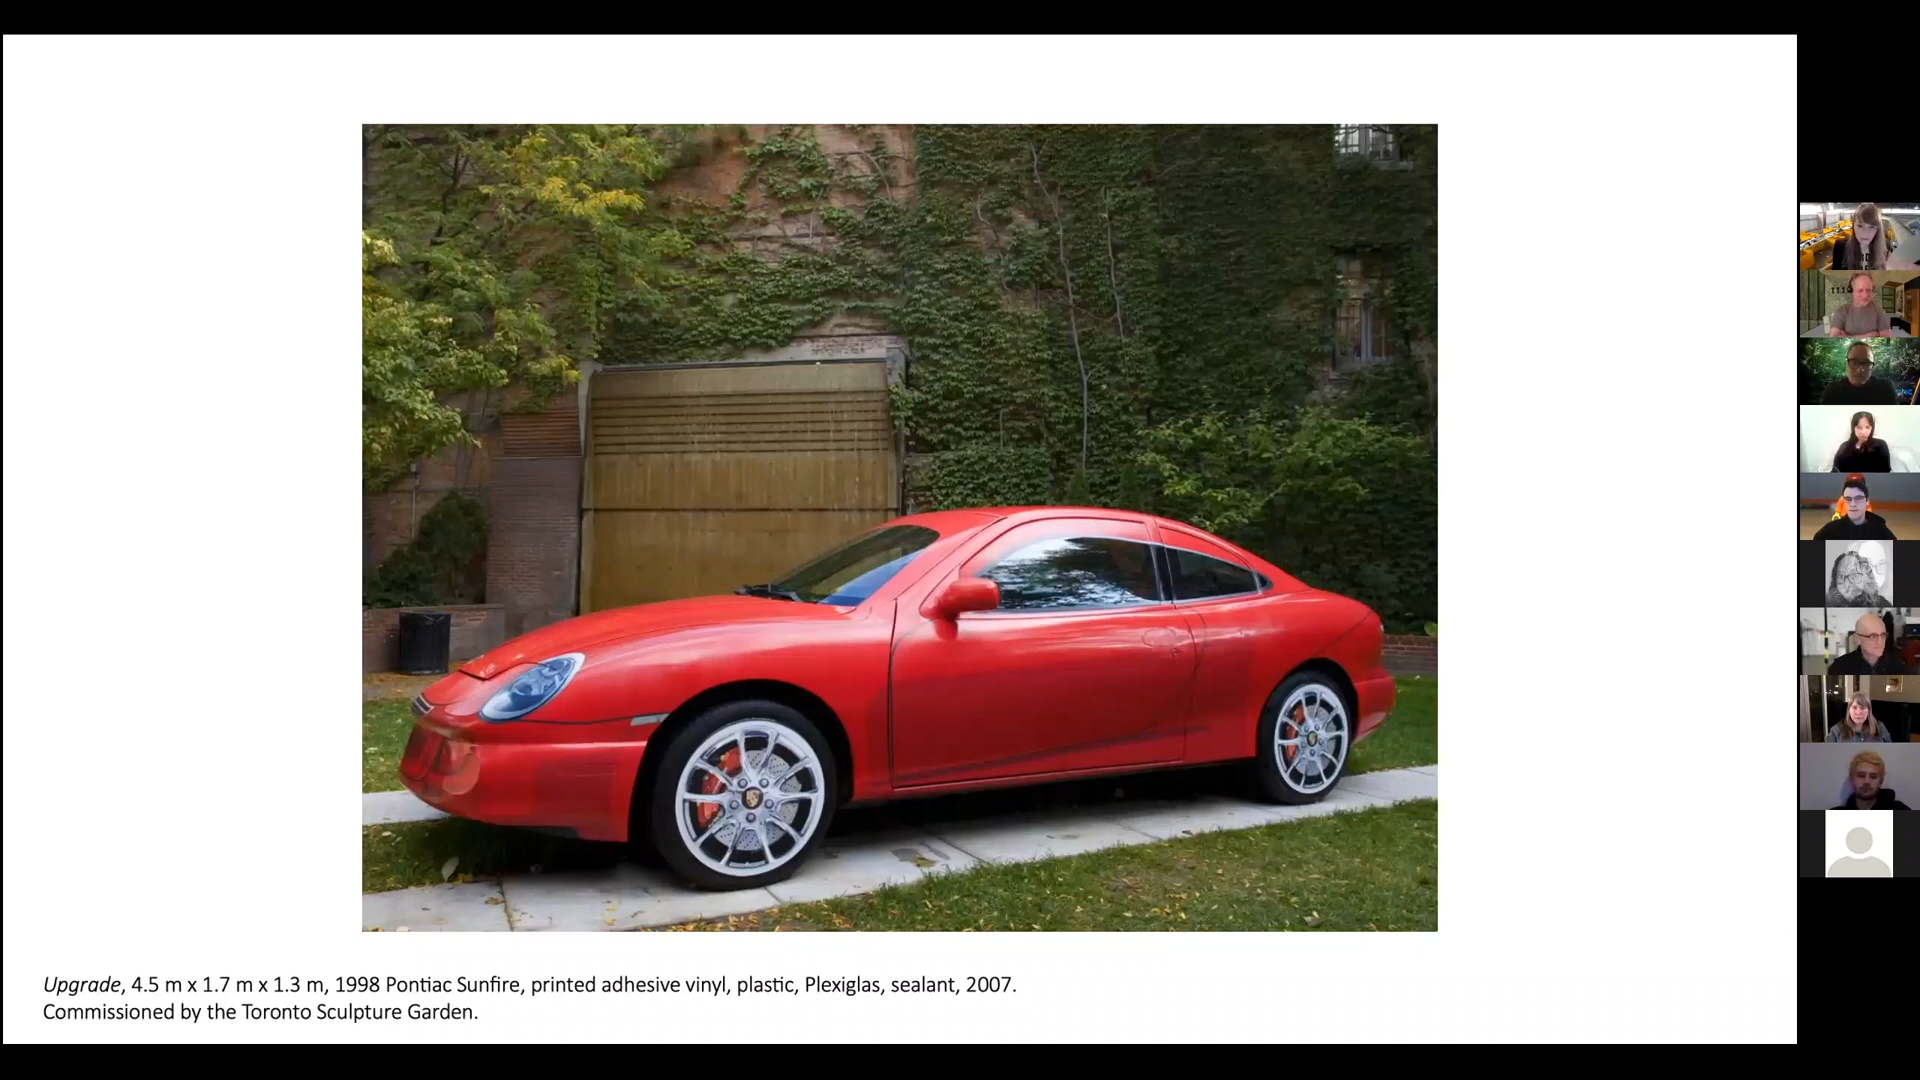 Upgrade, 4.5 m x 1.7 m x 1.3 m, 1998 Pontiac Sunfire, printed adhesive vinyl, plastic, Plexiglas, sealant, 2007.
Commissioned by the Toronto Sculpture Garden.